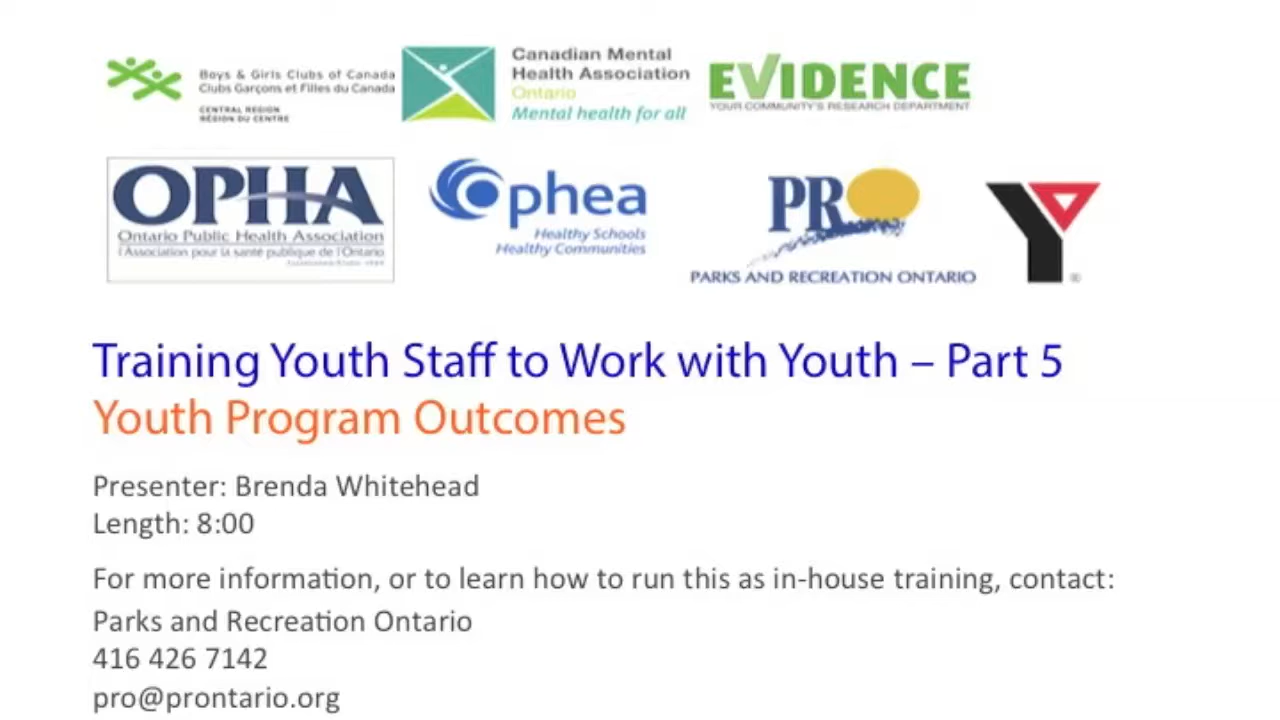 Boys & Girls Clubs of Canada
Clubs Garçons et Filles du Canada
CENTRAL REGION
RÉGION DU CENTRE
Canadian Mental
Health Association
Ontario
Mental health for all
EVIDENCE
YOUR COMMUNITY'S RESEARCH DEPARTMENT
OPHA
Ontario Public Health Association
l'Association pour la santé publique de l'Ontario
Ophea
Healthy Schools
Healthy Communities
PRO
PARKS AND RECREATION ONTARIO
Y
®
Training Youth Staff to Work with Youth – Part 5
Youth Program Outcomes
Presenter: Brenda Whitehead
Length: 8:00
For more information, or to learn how to run this as in-house training, contact:
Parks and Recreation Ontario
416 426 7142
pro@prontario.org